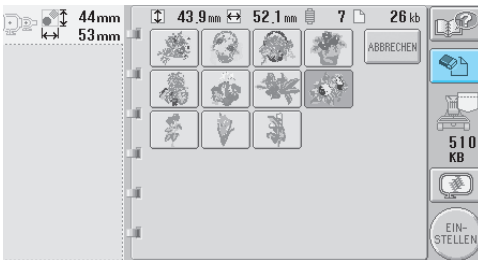 44mm
53mm
43,9mm 52,1mm 7 26kb
ABBRECHEN
510
KB
EIN-
STELLEN